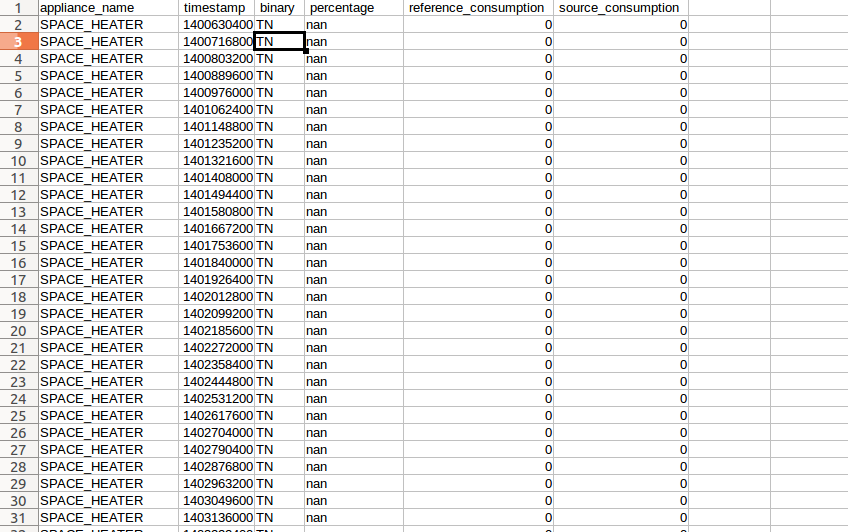 1 appliance_name timestamp binary percentage reference_consumption source_consumption
2 SPACE_HEATER 1400630400 TN nan 0 0
3 SPACE_HEATER 1400716800 TN nan 0 0
4 SPACE_HEATER 1400803200 TN nan 0 0
5 SPACE_HEATER 1400889600 TN nan 0 0
6 SPACE_HEATER 1400976000 TN nan 0 0
7 SPACE_HEATER 1401062400 TN nan 0 0
8 SPACE_HEATER 1401148800 TN nan 0 0
9 SPACE_HEATER 1401235200 TN nan 0 0
10 SPACE_HEATER 1401321600 TN nan 0 0
11 SPACE_HEATER 1401408000 TN nan 0 0
12 SPACE_HEATER 1401494400 TN nan 0 0
13 SPACE_HEATER 1401580800 TN nan 0 0
14 SPACE_HEATER 1401667200 TN nan 0 0
15 SPACE_HEATER 1401753600 TN nan 0 0
16 SPACE_HEATER 1401840000 TN nan 0 0
17 SPACE_HEATER 1401926400 TN nan 0 0
18 SPACE_HEATER 1402012800 TN nan 0 0
19 SPACE_HEATER 1402099200 TN nan 0 0
20 SPACE_HEATER 1402185600 TN nan 0 0
21 SPACE_HEATER 1402272000 TN nan 0 0
22 SPACE_HEATER 1402358400 TN nan 0 0
23 SPACE_HEATER 1402444800 TN nan 0 0
24 SPACE_HEATER 1402531200 TN nan 0 0
25 SPACE_HEATER 1402617600 TN nan 0 0
26 SPACE_HEATER 1402704000 TN nan 0 0
27 SPACE_HEATER 1402790400 TN nan 0 0
28 SPACE_HEATER 1402876800 TN nan 0 0
29 SPACE_HEATER 1402963200 TN nan 0 0
30 SPACE_HEATER 1403049600 TN nan 0 0
31 SPACE_HEATER 1403136000 TN nan 0 0